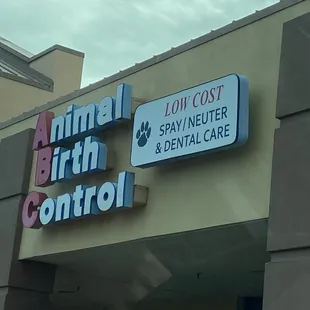 Animal
Birth
Control
LOW COST
SPAY/NEUTER
& DENTAL CARE